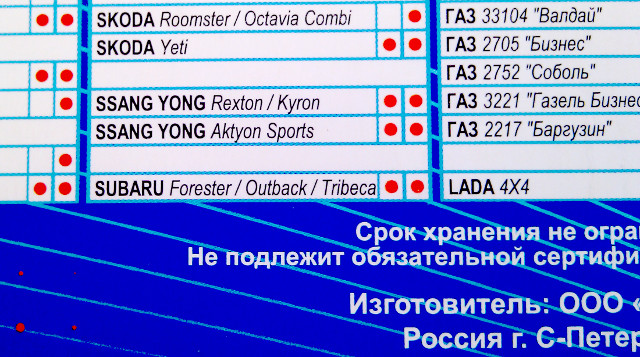 SKODA Roomster / Octavia Combi
SKODA Yeti
SSANG YONG Rexton / Kyron
SSANG YONG Aktyon Sports
SUBARU Forester / Outback / Tribeca
ГАЗ 33104 "Валдай"
ГАЗ 2705 "Бизнес"
ГАЗ 2752 "Соболь"
ГАЗ 3221 "Газель Бизнес
ГАЗ 2217 "Баргузин"
LADA 4X4
Срок хранения не огра
Не подлежит обязательной сертифи
Изготовитель: ООО «
Россия г. С-Петер